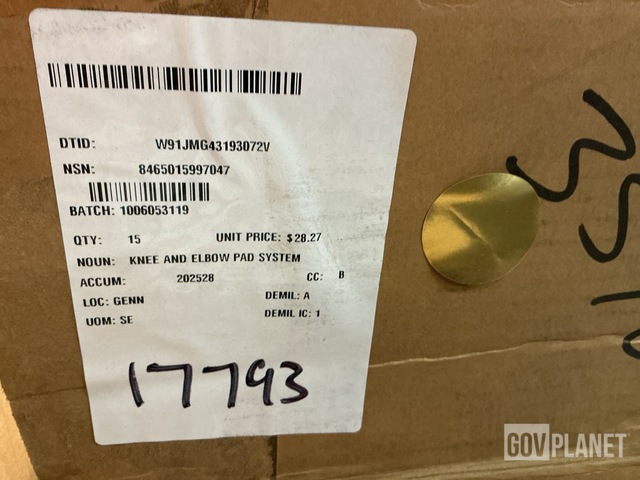 DTID: W91JMG43193072V
NSN: 8465015997047
BATCH: 1006053119
QTY: 15 UNIT PRICE: $28.27
NOUN: KNEE AND ELBOW PAD SYSTEM
ACCUM: 202528 CC: B
LOC: GENN DEMIL: A
UOM: SE DEMIL IC: 1
17793
GOVPLANET